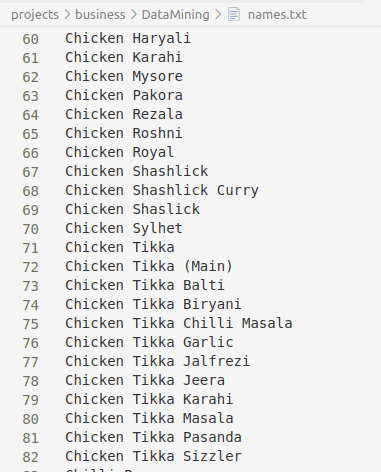 projects > business > DataMining > names.txt
60 Chicken Haryali
61 Chicken Karahi
62 Chicken Mysore
63 Chicken Pakora
64 Chicken Rezala
65 Chicken Roshni
66 Chicken Royal
67 Chicken Shashlick
68 Chicken Shashlick Curry
69 Chicken Shaslick
70 Chicken Sylhet
71 Chicken Tikka
72 Chicken Tikka (Main)
73 Chicken Tikka Balti
74 Chicken Tikka Biryani
75 Chicken Tikka Chilli Masala
76 Chicken Tikka Garlic
77 Chicken Tikka Jalfrezi
78 Chicken Tikka Jeera
79 Chicken Tikka Karahi
80 Chicken Tikka Masala
81 Chicken Tikka Pasanda
82 Chicken Tikka Sizzler